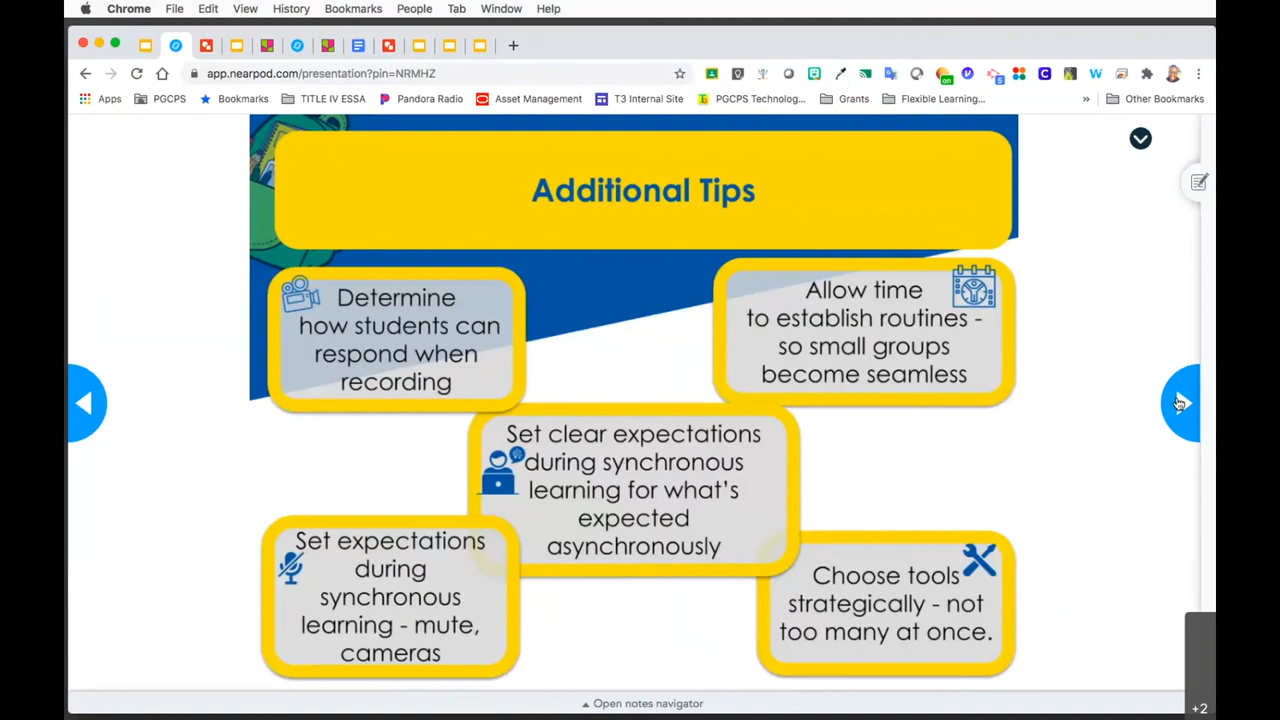 Chrome File Edit View History Bookmarks People Tab Window Help
app.nearpod.com/presentation?pin=NRMHZ
on
6
Apps PGCPS Bookmarks TITLE IV ESSA Pandora Radio Asset Management T3 Internal Site PGCPS Technolog... Grants Flexible Learning... » Other Bookmarks
Additional Tips
Determine
how students can
respond when
recording
Allow time
to establish routines -
so small groups
become seamless
Set clear expectations
during synchronous
learning for what's
expected
asynchronously
Set expectations
during
synchronous
learning - mute,
cameras
Choose tools
strategically - not
too many at once.
Open notes navigator
+2